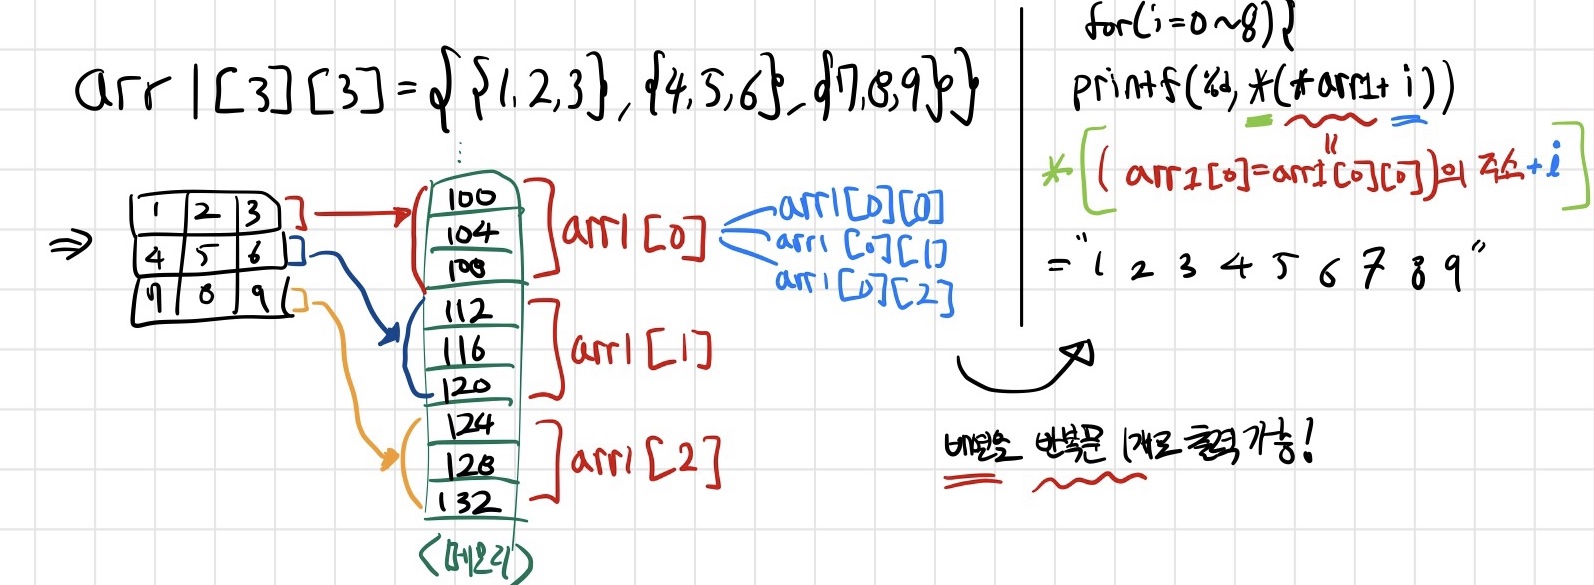 arr1[3][3]={{1,2,3},{4,5,6},{7,8,9}}
⇒
1 2 3
4 5 6
7 8 9
100
104
108
112
116
120
124
128
132
<메모리>
arr1[0]
arr1[0][0]
arr1[0][1]
arr1[0][2]
arr1[1]
arr1[2]
for(i=0~8){
printf(%d, *(*arr1+i))
*[(arr1[0]=arr1[0][0])의 주소+i]
="1 2 3 4 5 6 7 8 9"
배열을 반복문 1개로 출력 가능!